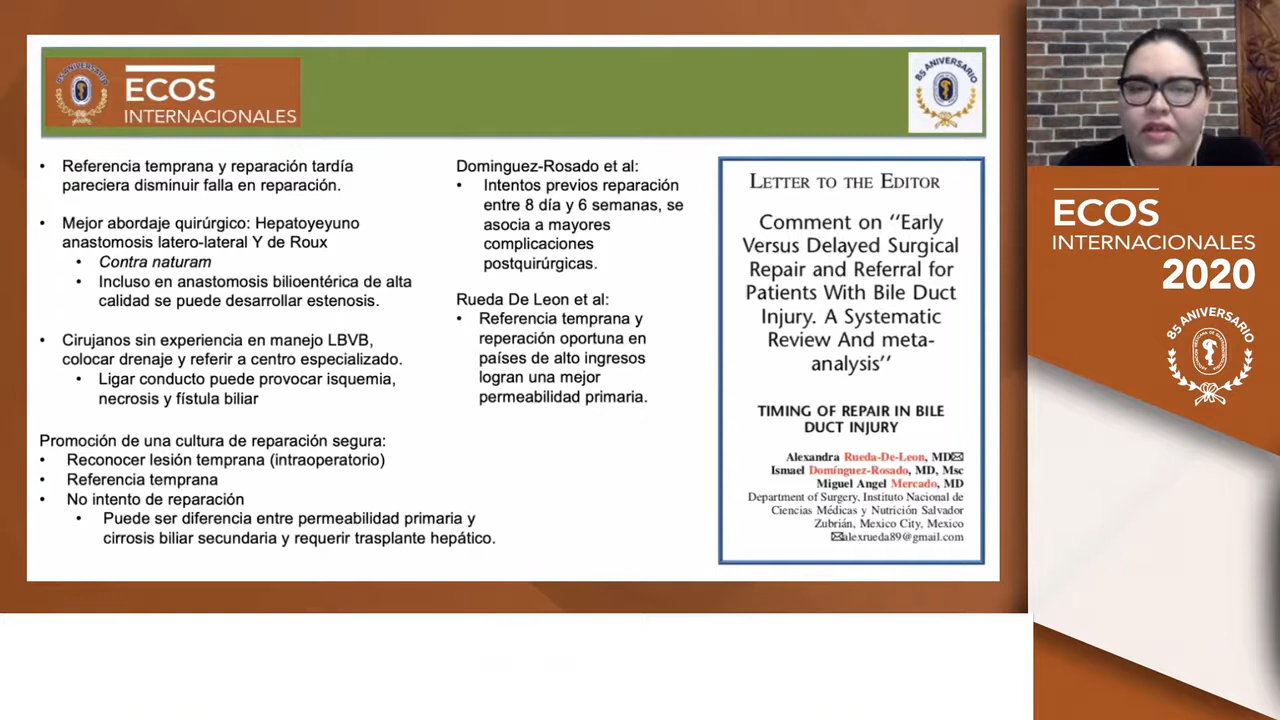 85 ANIVERSARIO
ECOS
INTERNACIONALES
85 ANIVERSARIO
• Referencia temprana y reparación tardía
pareciera disminuir falla en reparación.
• Mejor abordaje quirúrgico: Hepatoyeyuno
anastomosis latero-lateral Y de Roux
• Contra naturam
• Incluso en anastomosis bilioentérica de alta
calidad se puede desarrollar estenosis.
• Cirujanos sin experiencia en manejo LBVB,
colocar drenaje y referir a centro especializado.
• Ligar conducto puede provocar isquemia,
necrosis y fístula biliar
Promoción de una cultura de reparación segura:
• Reconocer lesión temprana (intraoperatorio)
• Referencia temprana
• No intento de reparación
• Puede ser diferencia entre permeabilidad primaria y
cirrosis biliar secundaria y requerir trasplante hepático.
Dominguez-Rosado et al:
• Intentos previos reparación
entre 8 día y 6 semanas, se
asocia a mayores
complicaciones
postquirúrgicas.
Rueda De Leon et al:
• Referencia temprana y
reperación oportuna en
países de alto ingresos
logran una mejor
permeabilidad primaria.
LETTER TO THE EDITOR
Comment on ‘‘Early
Versus Delayed Surgical
Repair and Referral for
Patients With Bile Duct
Injury. A Systematic
Review And meta-
analysis’’
TIMING OF REPAIR IN BILE
DUCT INJURY
Alexandra Rueda-De-Leon, MD✉
Ismael Domínguez-Rosado, MD, Msc
Miguel Angel Mercado, MD
Department of Surgery, Instituto Nacional de
Ciencias Médicas y Nutrición Salvador
Zubrián, Mexico City, Mexico
✉alexrueda89@gmail.com
ECOS
INTERNACIONALES
2020
85 ANIVERSARIO